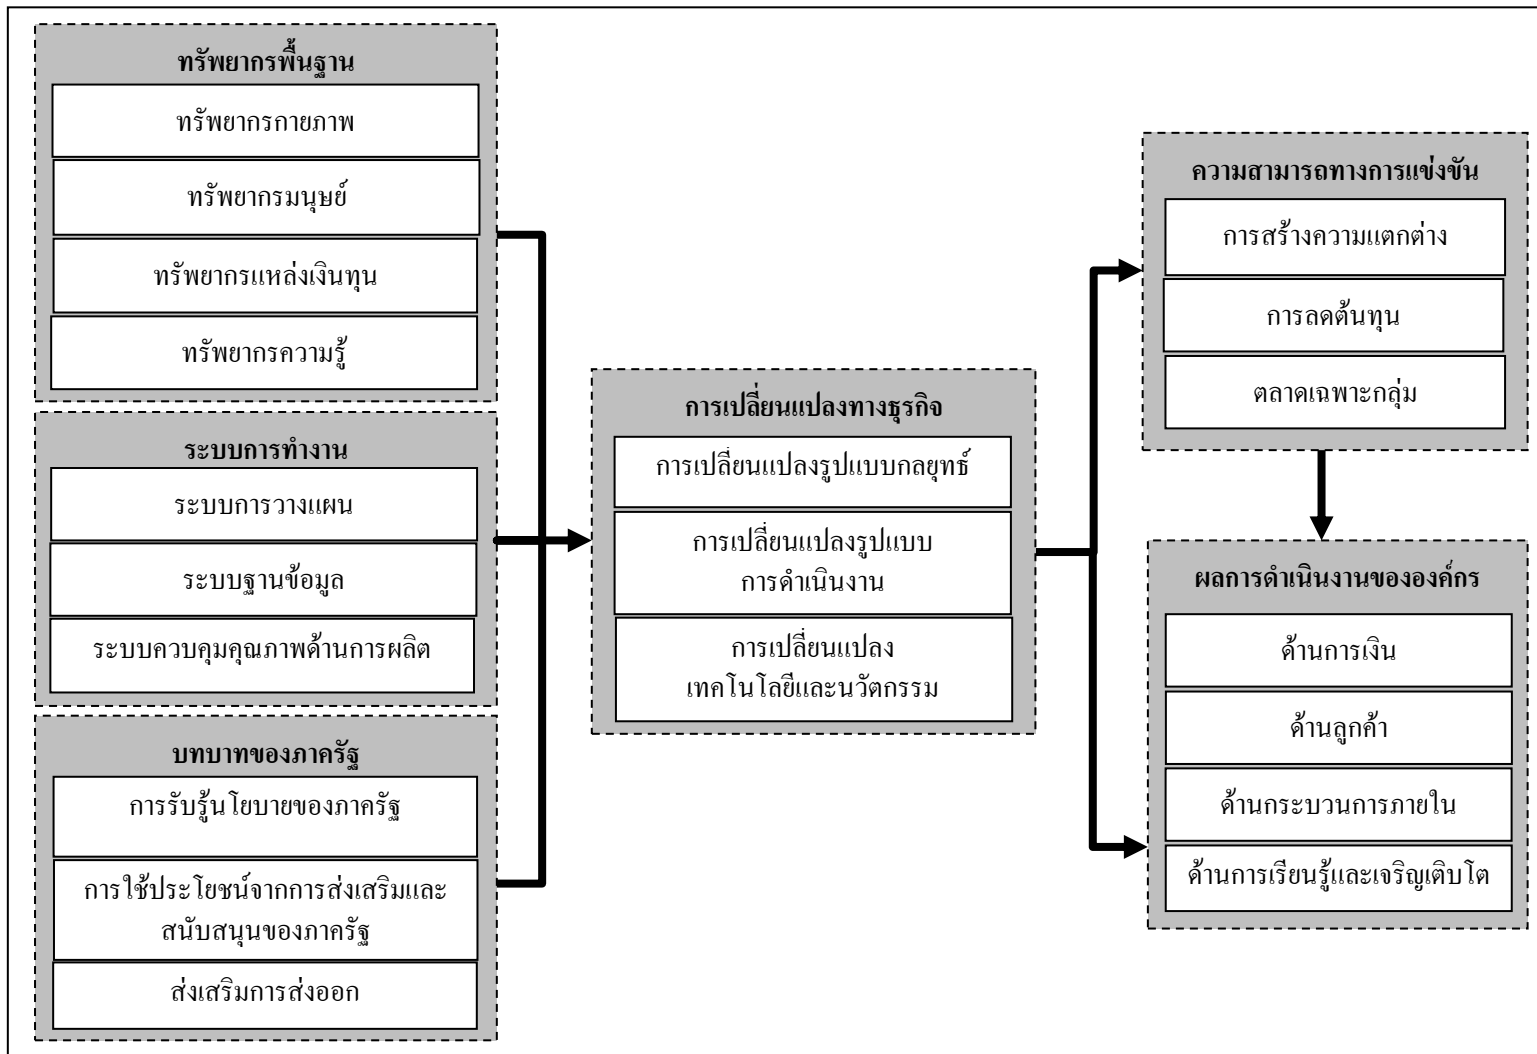 ทรัพยากรพื้นฐาน
ทรัพยากรกายภาพ
ทรัพยากรมนุษย์
ทรัพยากรแหล่งเงินทุน
ทรัพยากรความรู้
ระบบการทำงาน
ระบบการวางแผน
ระบบฐานข้อมูล
ระบบควบคุมคุณภาพด้านการผลิต
บทบาทของภาครัฐ
การรับรู้นโยบายของภาครัฐ
การใช้ประโยชน์จากการส่งเสริมและ
สนับสนุนของภาครัฐ
ส่งเสริมการส่งออก
การเปลี่ยนแปลงทางธุรกิจ
การเปลี่ยนแปลงรูปแบบกลยุทธ์
การเปลี่ยนแปลงรูปแบบ
การดำเนินงาน
การเปลี่ยนแปลง
เทคโนโลยีและนวัตกรรม
ความสามารถทางการแข่งขัน
การสร้างความแตกต่าง
การลดต้นทุน
ตลาดเฉพาะกลุ่ม
ผลการดำเนินงานขององค์กร
ด้านการเงิน
ด้านลูกค้า
ด้านกระบวนการภายใน
ด้านการเรียนรู้และเจริญเติบโต